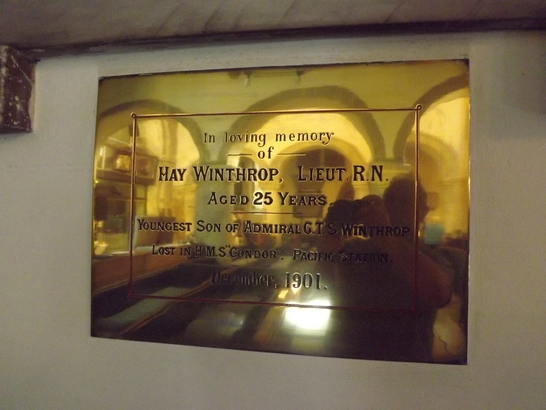 In loving memory
of
HAY WINTHROP, LIEUT R.N.
AGED 25 YEARS.
YOUNGEST SON OF ADMIRAL G.T.S. WINTHROP
LOST IN H.M.S "CONDOR". PACIFIC STATION.
December, 1901.